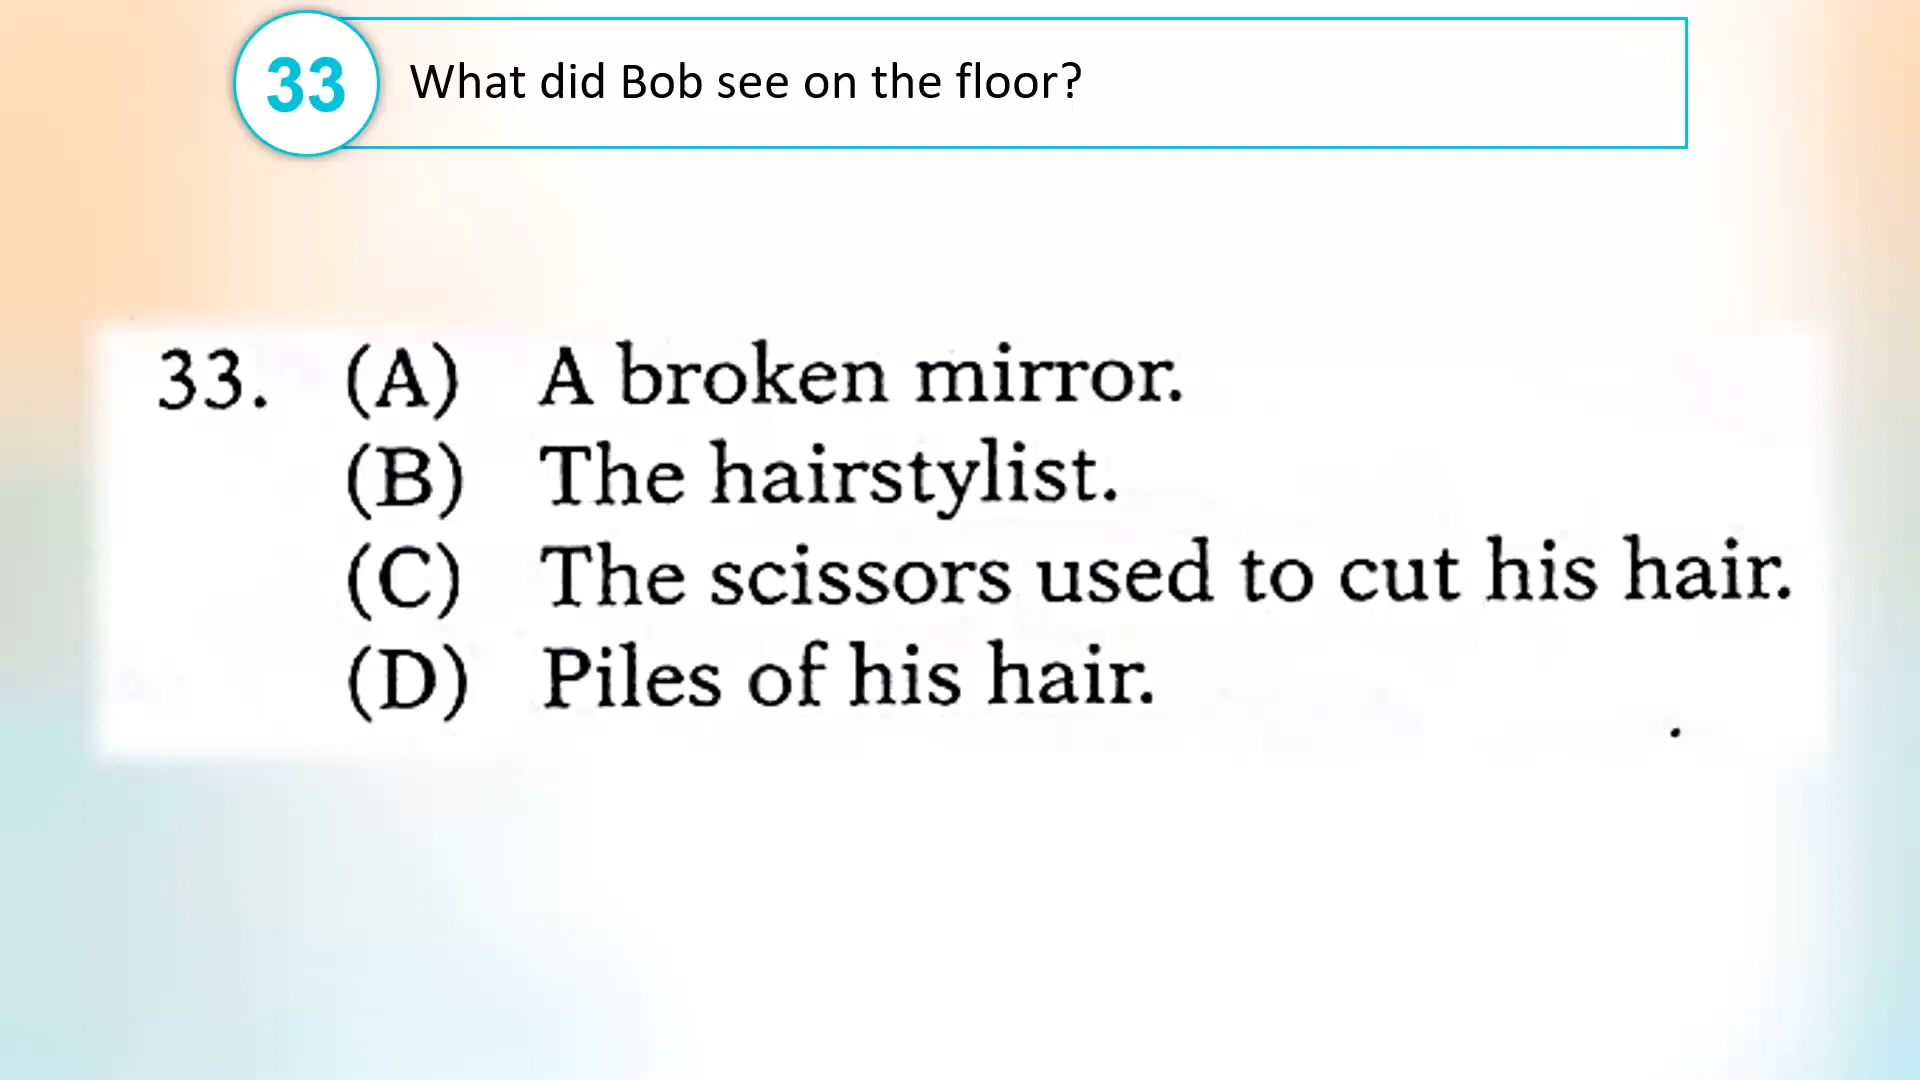 33 What did Bob see on the floor?
33. (A) A broken mirror.
(B) The hairstylist.
(C) The scissors used to cut his hair.
(D) Piles of his hair.